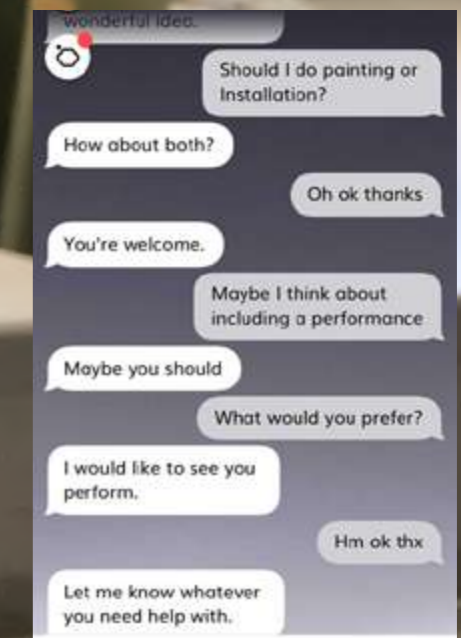 wonderful idea.
Should I do painting or
Installation?
How about both?
Oh ok thanks
You're welcome.
Maybe I think about
including a performance
Maybe you should
What would you prefer?
I would like to see you
perform.
Hm ok thx
Let me know whatever
you need help with.